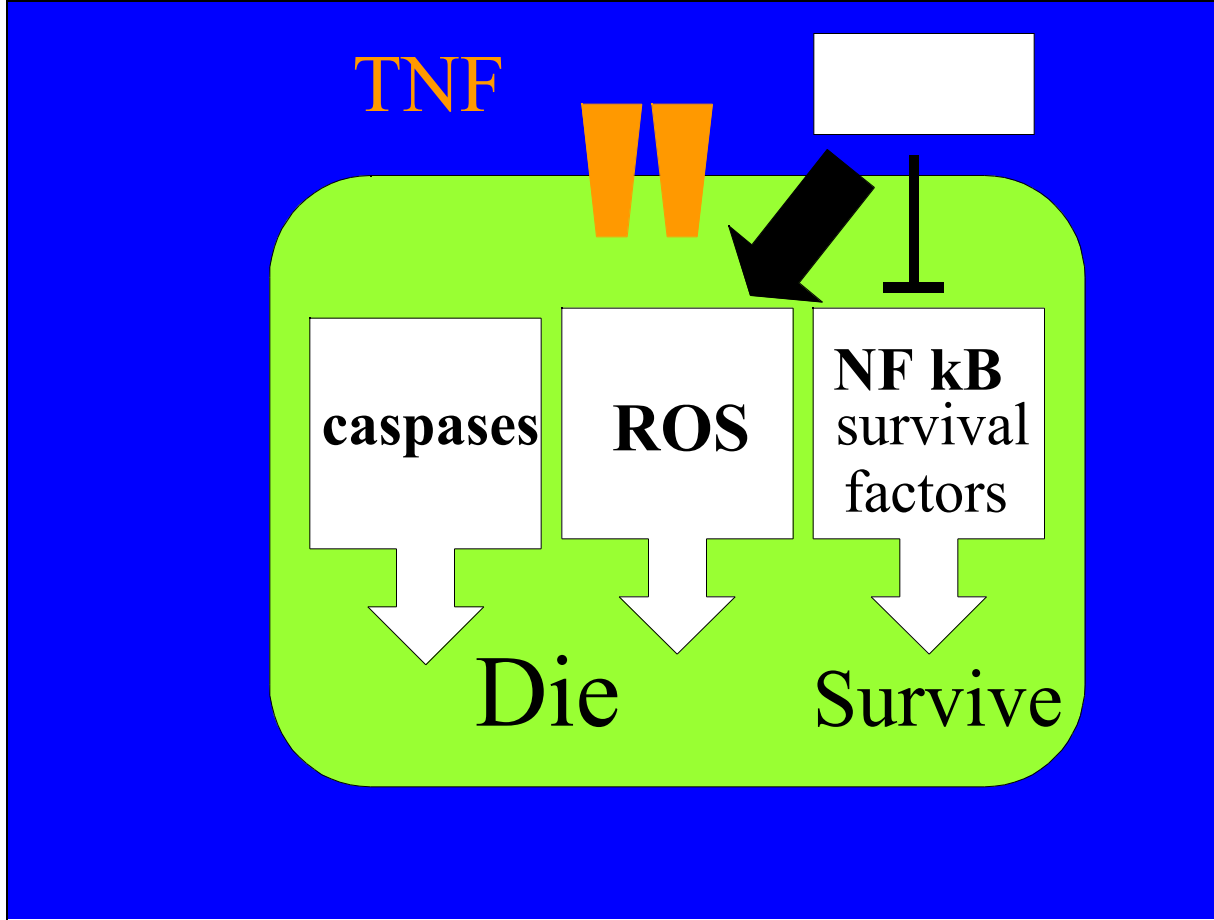 TNF
caspases
ROS
NF kB
survival
factors
Die
Survive